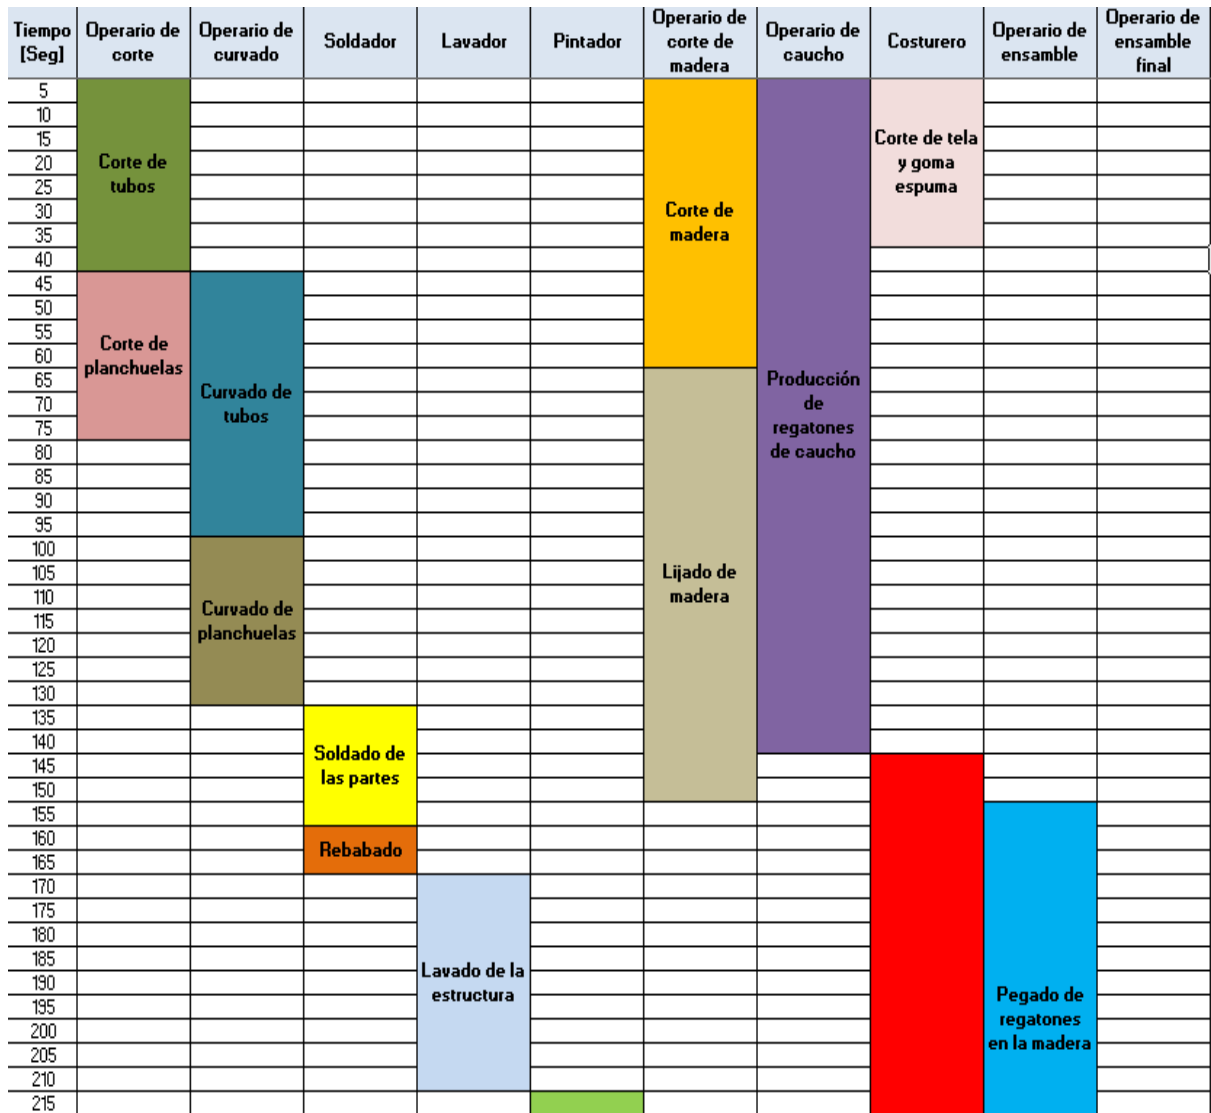 Tiempo [Seg]
Operario de corte
Operario de curvado
Soldador
Lavador
Pintador
Operario de corte de madera
Operario de caucho
Costurero
Operario de ensamble
Operario de ensamble final
5
10
15
20
25
30
35
40
45
50
55
60
65
70
75
80
85
90
95
100
105
110
115
120
125
130
135
140
145
150
155
160
165
170
175
180
185
190
195
200
205
210
215
Corte de
tubos
Corte de
planchuelas
Curvado de
tubos
Curvado de
planchuelas
Soldado de
las partes
Rebabado
Lavado de la
estructura
Corte de
madera
Lijado de
madera
Producción
de
regatones
de caucho
Corte de tela
y goma
espuma
Pegado de
regatones
en la madera